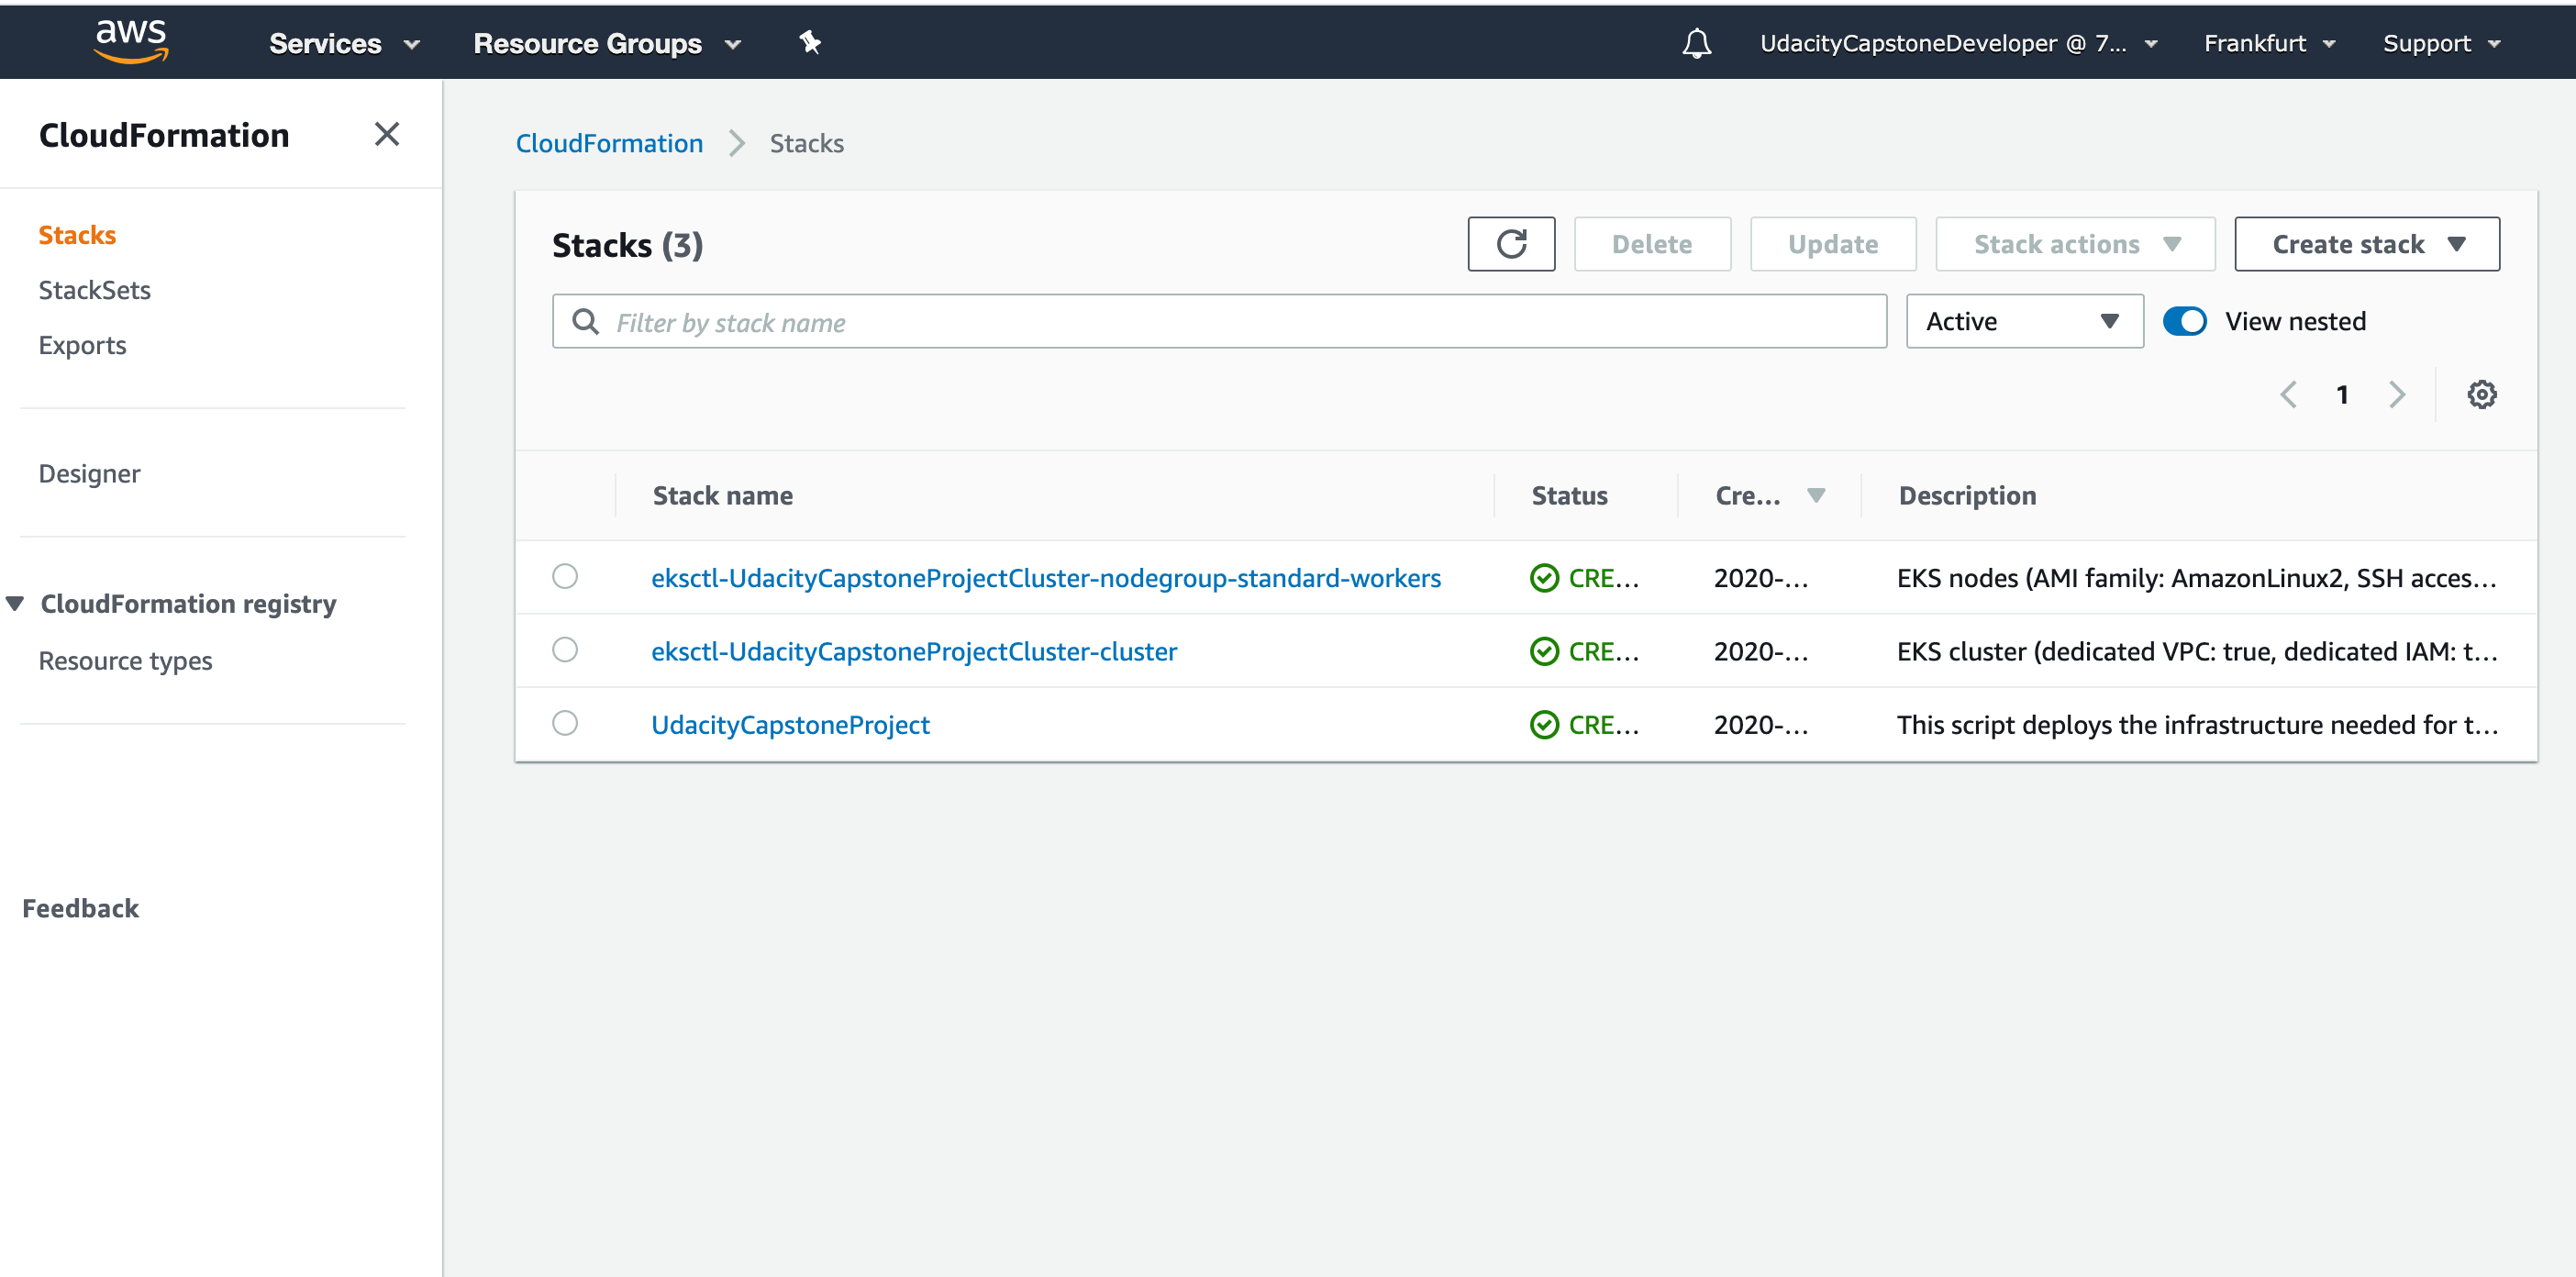 aws Services Resource Groups UdacityCapstoneDeveloper @ 7... Frankfurt Support
CloudFormation
Stacks
StackSets
Exports
Designer
CloudFormation registry
Resource types
Feedback
CloudFormation Stacks
Stacks (3) Delete Update Stack actions Create stack
Filter by stack name Active View nested
1
Stack name Status Cre... Description
eksctl-UdacityCapstoneProjectCluster-nodegroup-standard-workers CRE... 2020-... EKS nodes (AMI family: AmazonLinux2, SSH acces...
eksctl-UdacityCapstoneProjectCluster-cluster CRE... 2020-... EKS cluster (dedicated VPC: true, dedicated IAM: t...
UdacityCapstoneProject CRE... 2020-... This script deploys the infrastructure needed for t...